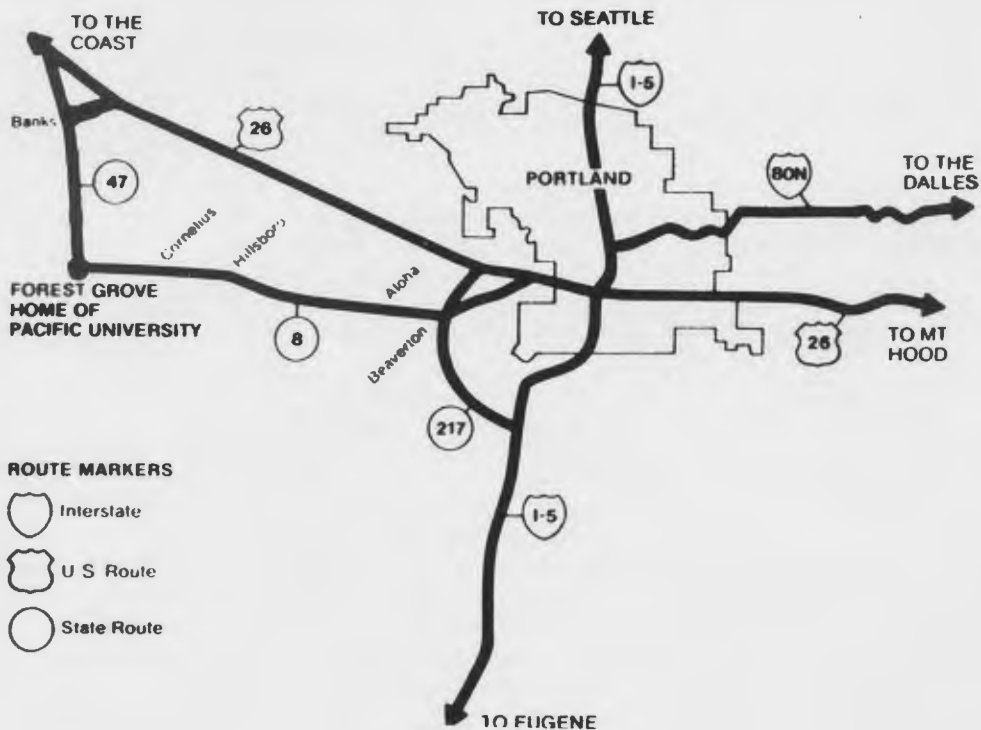 TO THE
COAST
TO SEATTLE
I-5
Banks
26
47
PORTLAND
80N
TO THE
DALLES
Cornelius
Hillsboro
Aloha
FOREST GROVE
HOME OF
PACIFIC UNIVERSITY
8
Beaverton
26
TO MT
HOOD
217
ROUTE MARKERS
Interstate
U S Route
State Route
I-5
TO EUGENE